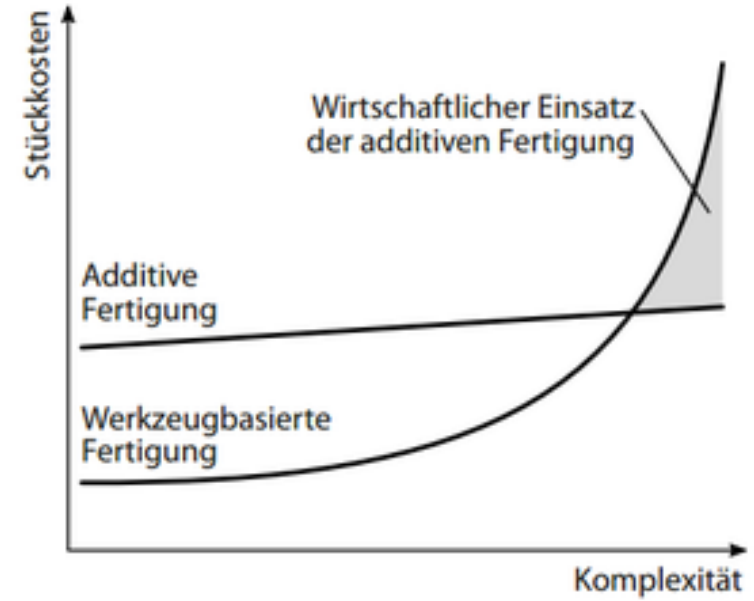 Stückkosten
Wirtschaftlicher Einsatz
der additiven Fertigung
Additive
Fertigung
Werkzeugbasierte
Fertigung
Komplexität